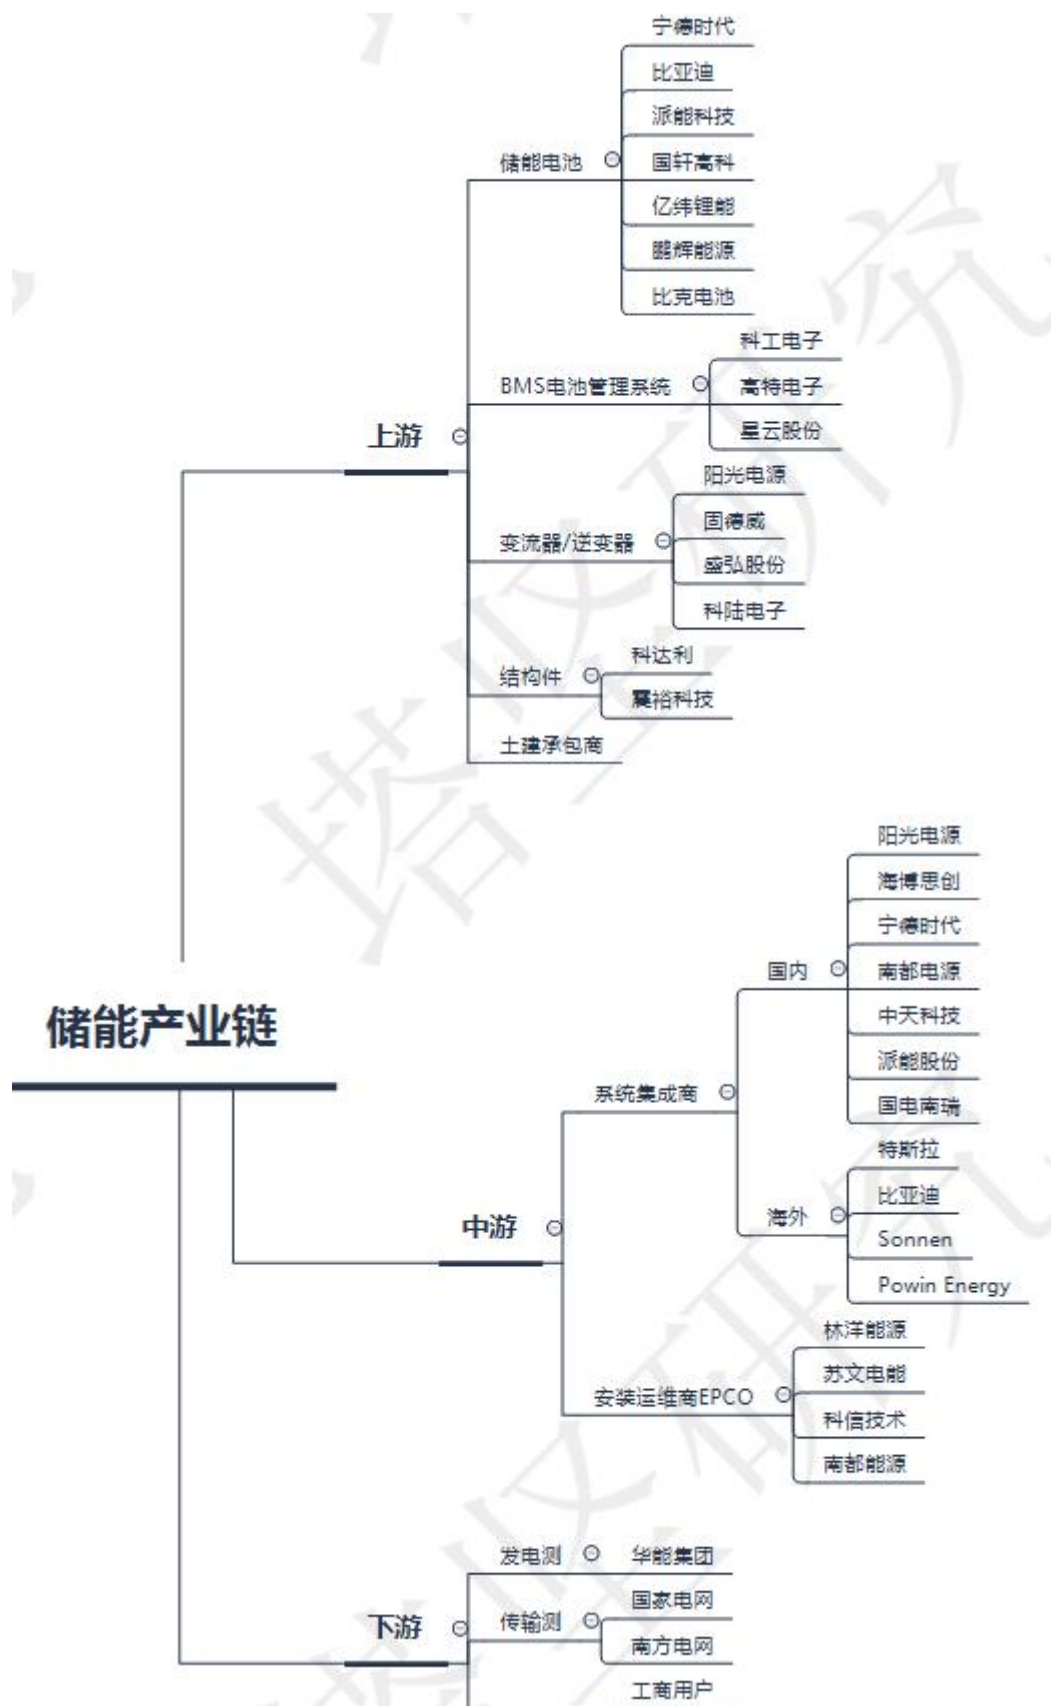 宁德时代
比亚迪
派能科技
储能电池
国轩高科
亿纬锂能
鹏辉能源
比克电池
科工电子
BMS电池管理系统
高特电子
星云股份
上游
阳光电源
固德威
变流器/逆变器
盛弘股份
科陆电子
科达利
结构件
震裕科技
土建承包商
阳光电源
海博思创
宁德时代
国内
南都电源
中天科技
派能股份
国电南瑞
储能产业链
系统集成商
特斯拉
比亚迪
海外
Sonnen
Powin Energy
中游
林洋能源
苏文电能
安装运维商EPCO
科信技术
南都能源
发电测
华能集团
国家电网
传输测
南方电网
下游
工商用户
塔坚研究
塔坚研究